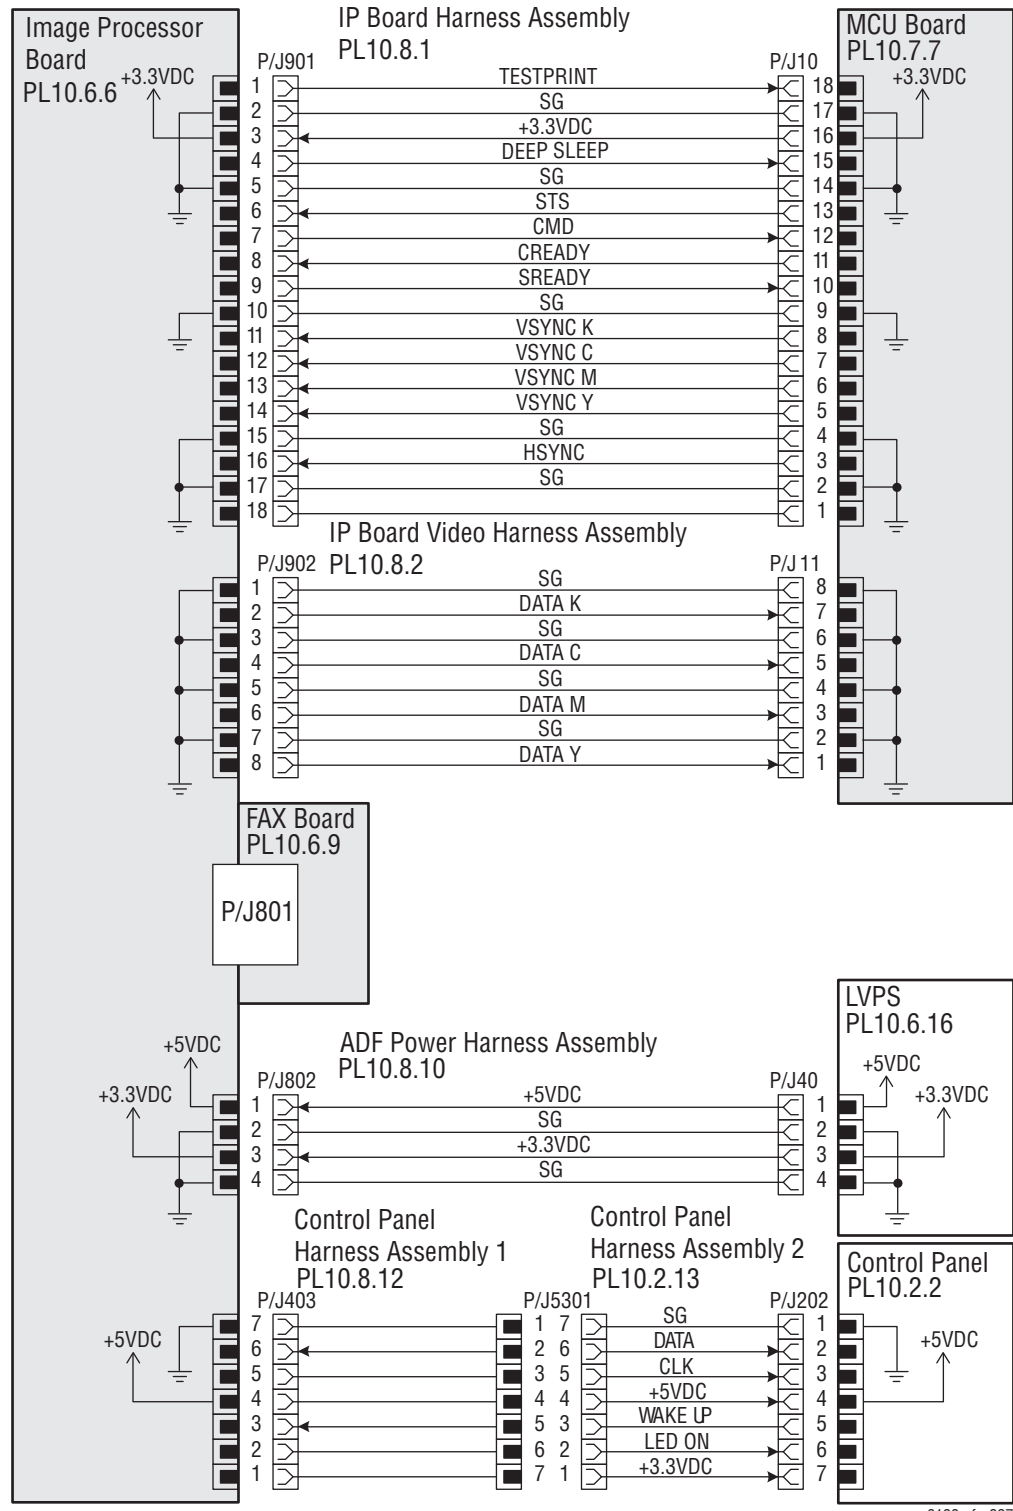 IP Board Harness Assembly
PL10.8.1
Image Processor
Board
PL10.6.6
+3.3VDC
MCU Board
PL10.7.7
+3.3VDC
P/J901 P/J10
1 TESTPRINT 18
2 SG 17
3 +3.3VDC 16
4 DEEP SLEEP 15
5 SG 14
6 STS 13
7 CMD 12
8 CREADY 11
9 SREADY 10
10 SG 9
11 VSYNC K 8
12 VSYNC C 7
13 VSYNC M 6
14 VSYNC Y 5
15 SG 4
16 HSYNC 3
17 SG 2
18 1
IP Board Video Harness Assembly
PL10.8.2
P/J902 P/J11
1 SG 8
2 DATA K 7
3 SG 6
4 DATA C 5
5 SG 4
6 DATA M 3
7 SG 2
8 DATA Y 1
FAX Board
PL10.6.9
P/J801
LVPS
PL10.6.16
ADF Power Harness Assembly
PL10.8.10
+5VDC
+3.3VDC
+5VDC
+3.3VDC
P/J802 P/J40
1 +5VDC 1
2 SG 2
3 +3.3VDC 3
4 SG 4
Control Panel
Harness Assembly 1
PL10.8.12
Control Panel
Harness Assembly 2
PL10.2.13
Control Panel
PL10.2.2
P/J403 P/J5301 P/J202
+5VDC
+5VDC
7 1 7 SG 1
6 2 6 DATA 2
5 3 5 CLK 3
4 4 4 +5VDC 4
3 5 3 WAKE UP 5
2 6 2 LED ON 6
1 7 1 +3.3VDC 7